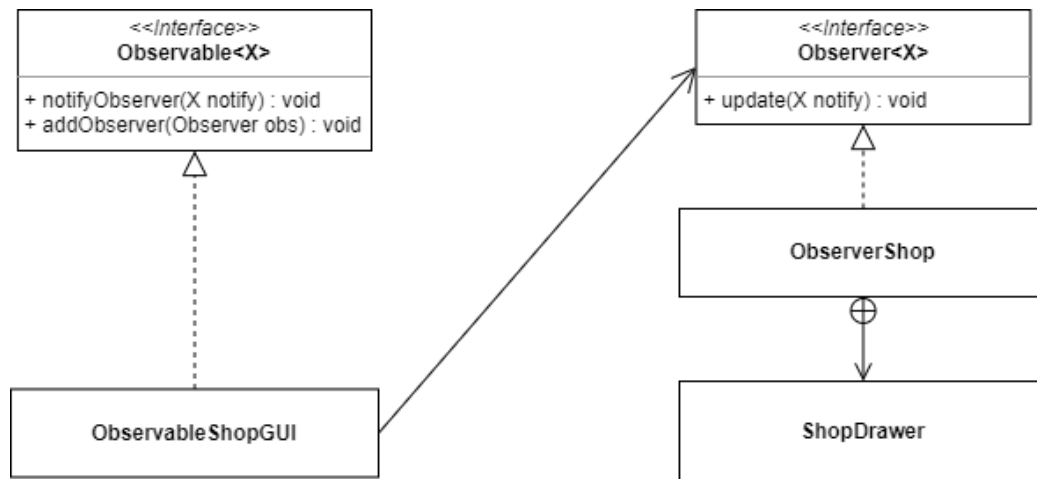 <<Interface>>
Observable<X>
+ notifyObserver(X notify) : void
+ addObserver(Observer obs) : void
<<Interface>>
Observer<X>
+ update(X notify) : void
ObserverShop
ObservableShopGUI
ShopDrawer